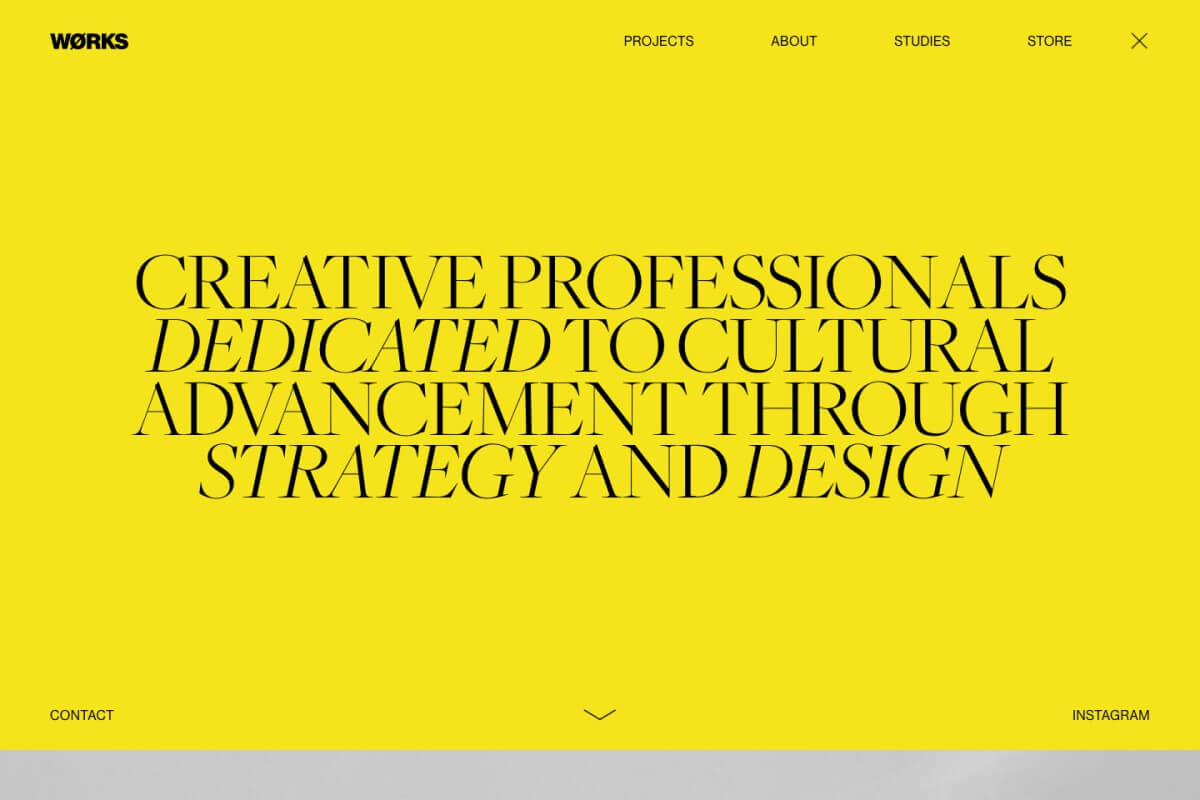 WØRKS
PROJECTS ABOUT STUDIES STORE
CREATIVE PROFESSIONALS
DEDICATED TO CULTURAL
ADVANCEMENT THROUGH
STRATEGY AND DESIGN
CONTACT
INSTAGRAM